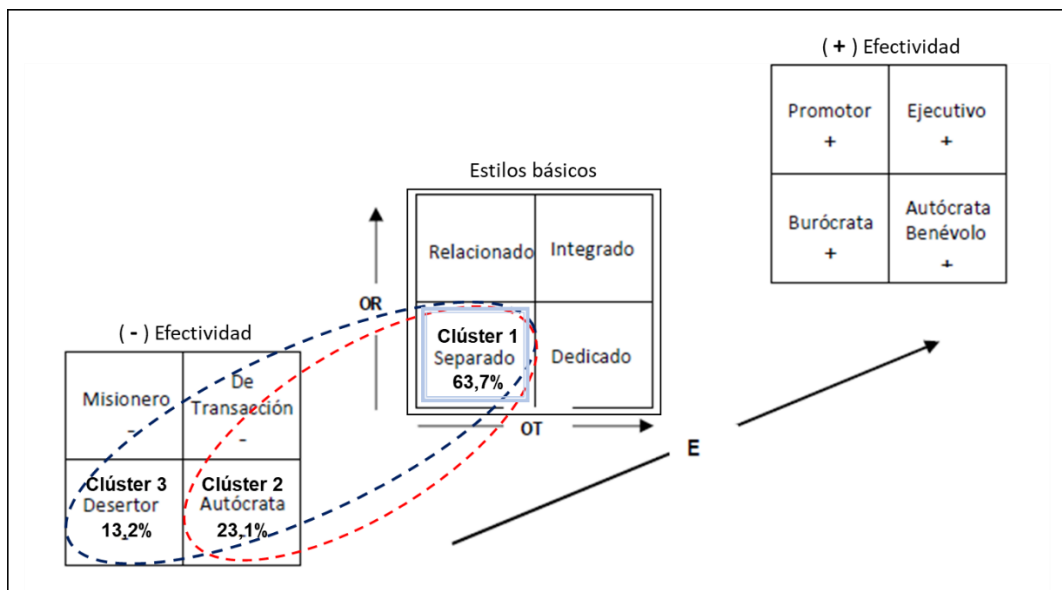 ( + ) Efectividad
Promotor
+
Ejecutivo
+
Burócrata
+
Autócrata
Benévolo
+
Estilos básicos
Relacionado
Integrado
Clúster 1
Separado
63,7%
Dedicado
OR
OT
E
( - ) Efectividad
Misionero
-
De
Transacción
-
Clúster 3
Desertor
13,2%
Clúster 2
Autócrata
23,1%